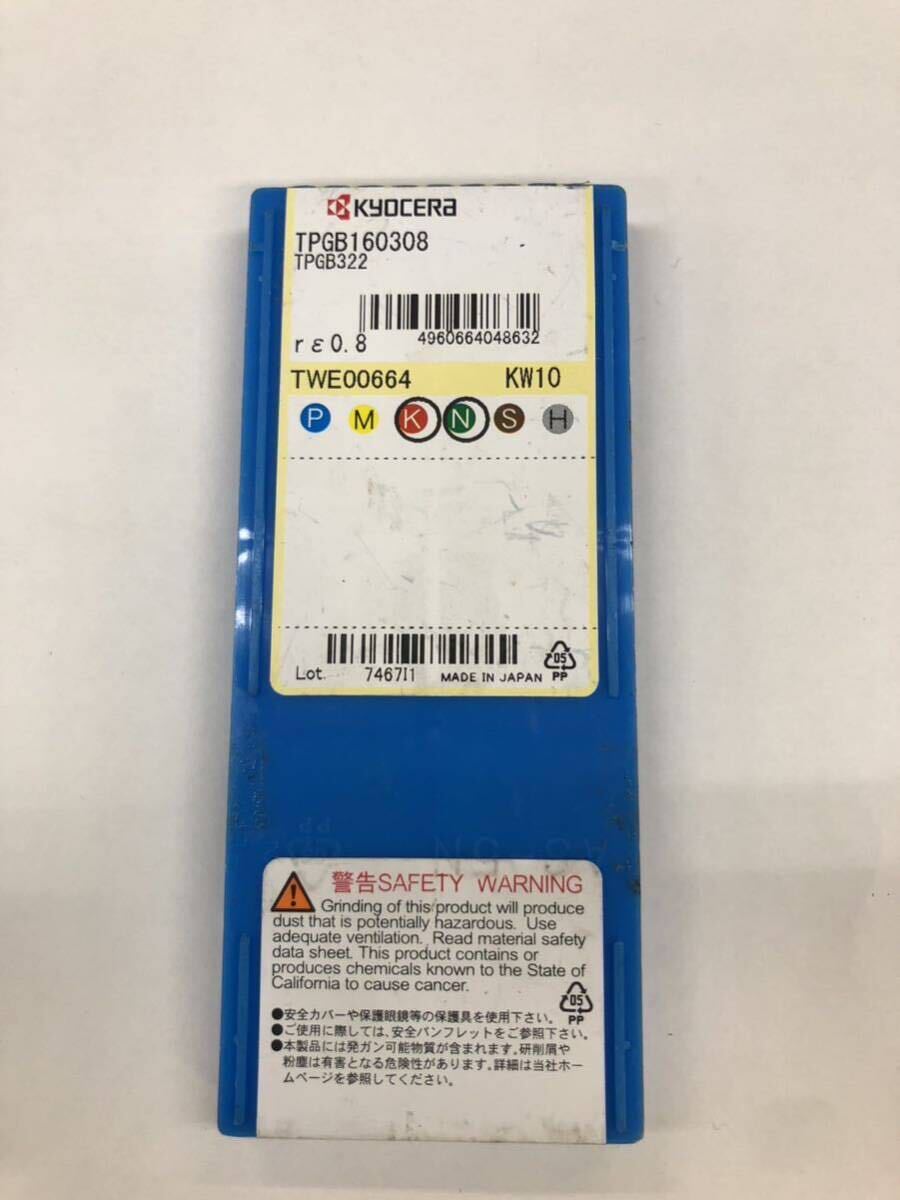 KYOCERA
TPGB160308
TPGB322
rε0.8
4960664048632
TWE00664 KW10
P M K N S H
Lot. 7467I1 MADE IN JAPAN
05
PP
警告SAFETY WARNING
Grinding of this product will produce
dust that is potentially hazardous. Use
adequate ventilation. Read material safety
data sheet. This product contains or
produces chemicals known to the State of
California to cause cancer.
05
PP
●安全カバーや保護眼鏡等の保護具を使用下さい。
●ご使用に際しては、安全パンフレットをご参照下さい。
●本製品には発ガン可能物質が含まれます。研削屑や
粉塵は有害となる危険性があります。詳細は当社ホー
ムページを参照してください。